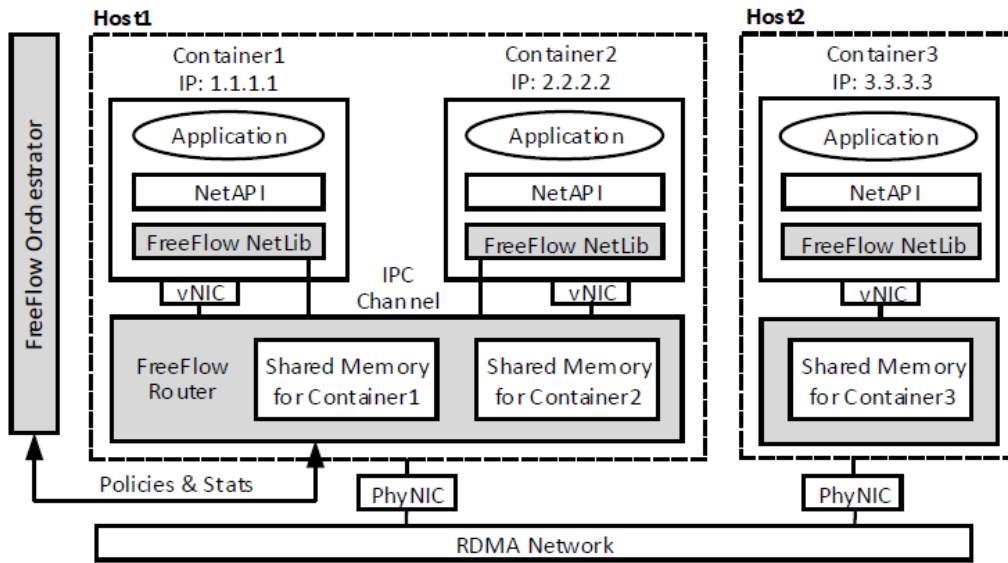 Host1
Host2
FreeFlow Orchestrator
Container1
IP: 1.1.1.1
Application
NetAPI
FreeFlow NetLib
vNIC
Container2
IP: 2.2.2.2
Application
NetAPI
FreeFlow NetLib
vNIC
IPC
Channel
Container3
IP: 3.3.3.3
Application
NetAPI
FreeFlow NetLib
vNIC
FreeFlow
Router
Shared Memory
for Container1
Shared Memory
for Container2
Shared Memory
for Container3
Policies & Stats
PhyNIC
PhyNIC
RDMA Network